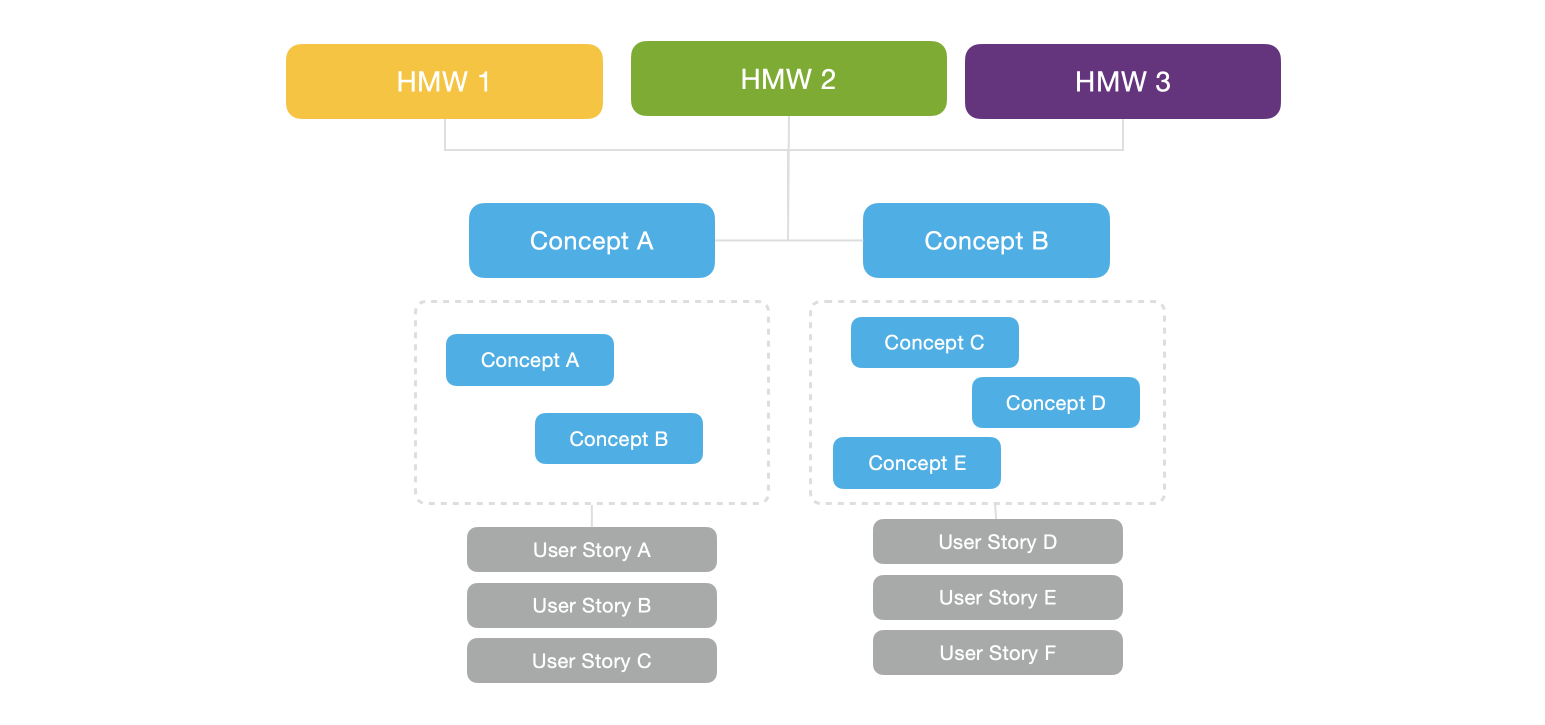 HMW 1
HMW 2
HMW 3
Concept A
Concept B
Concept A
Concept B
Concept C
Concept D
Concept E
User Story A
User Story B
User Story C
User Story D
User Story E
User Story F